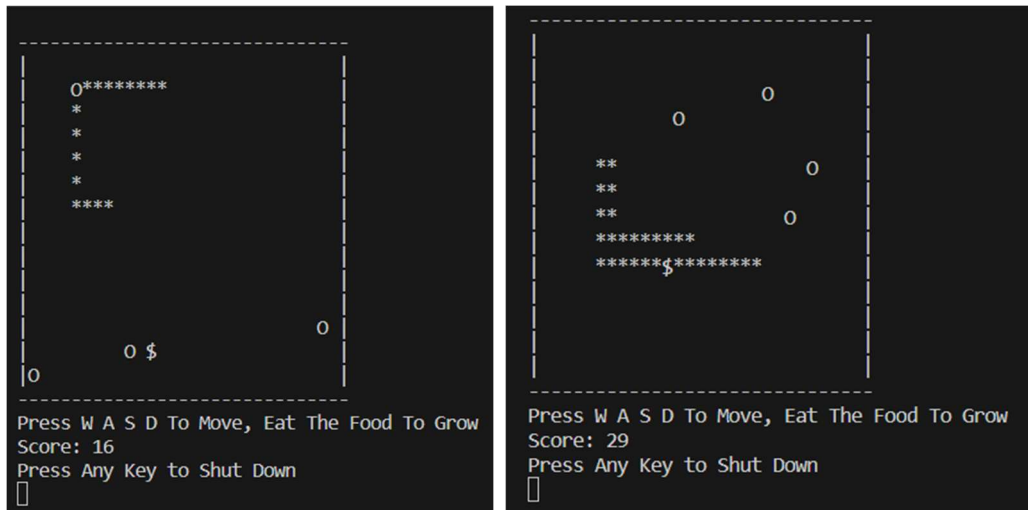 Press W A S D To Move, Eat The Food To Grow
Score: 16
Press Any Key to Shut Down
Press W A S D To Move, Eat The Food To Grow
Score: 29
Press Any Key to Shut Down